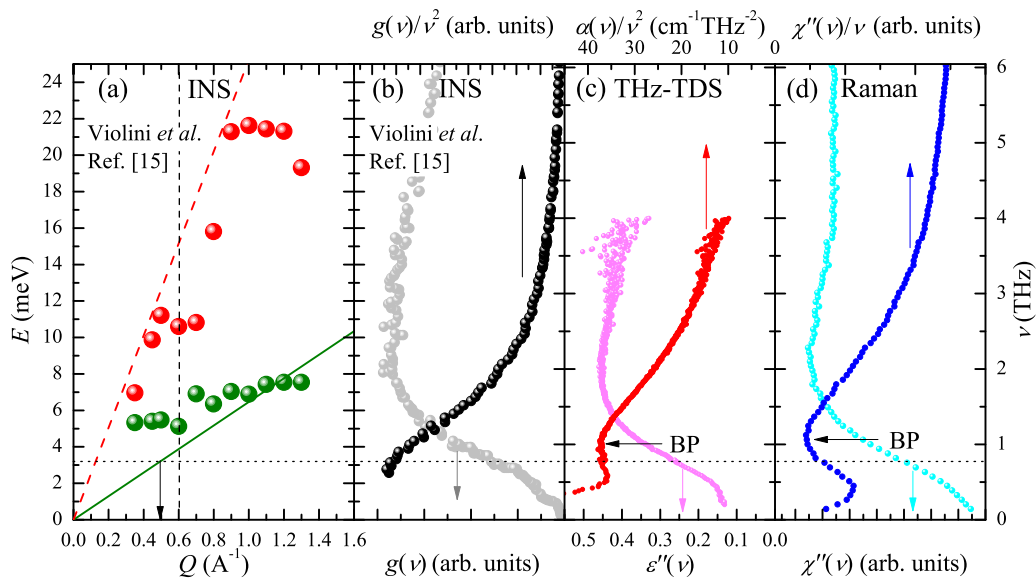 g(ν)/ν² (arb. units)
α(ν)/ν² (cm⁻¹THz⁻²)
χ''(ν)/ν (arb. units)
40 30 20 10 0
24 22 20 18 16 14 12 10 8 6 4 2 0
E (meV)
(a) INS
Violini et al.
Ref. [15]
(b) INS
Violini et al.
Ref. [15]
(c) THz-TDS
BP
(d) Raman
BP
6 5 4 3 2 1 0
ν (THz)
0.0 0.2 0.4 0.6 0.8 1.0 1.2 1.4 1.6
0.5 0.4 0.3 0.2 0.1 0.0
Q (A⁻¹)
g(ν) (arb. units)
ε''(ν)
χ''(ν) (arb. units)